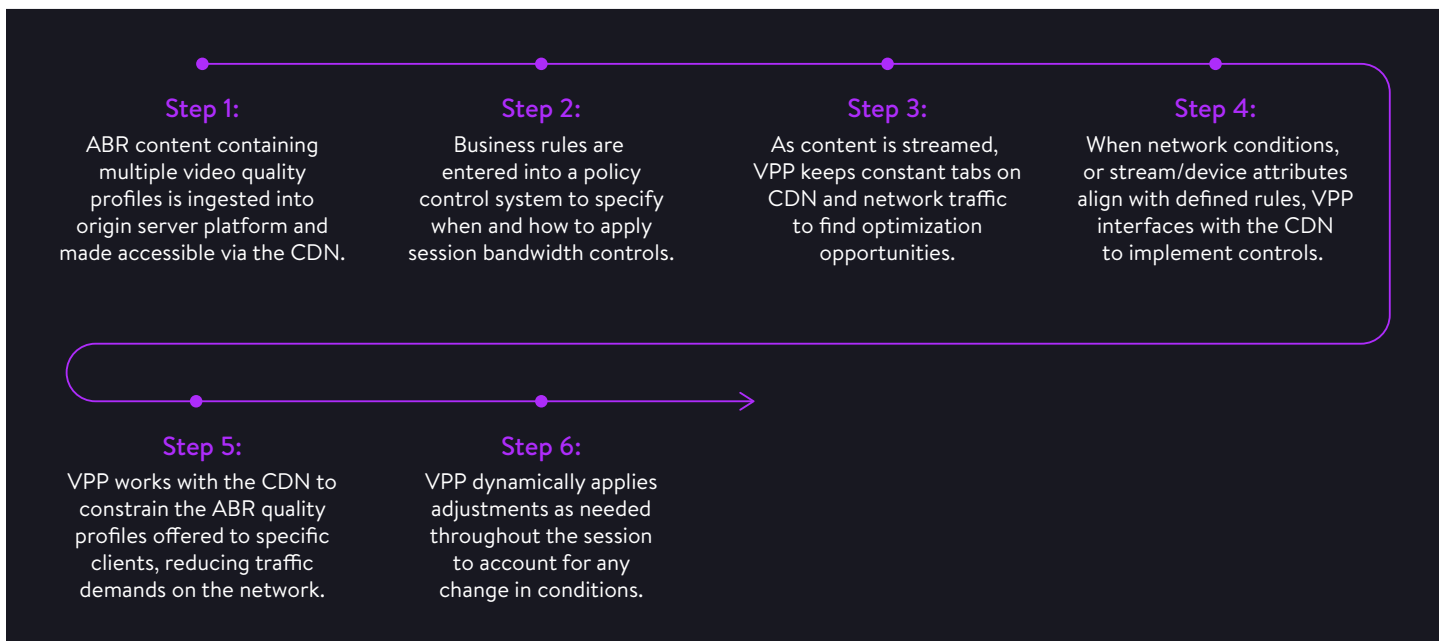 Step 1:
ABR content containing
multiple video quality
profiles is ingested into
origin server platform and
made accessible via the CDN.
Step 2:
Business rules are
entered into a policy
control system to specify
when and how to apply
session bandwidth controls.
Step 3:
As content is streamed,
VPP keeps constant tabs on
CDN and network traffic
to find optimization
opportunities.
Step 4:
When network conditions,
or stream/device attributes
align with defined rules, VPP
interfaces with the CDN
to implement controls.
Step 5:
VPP works with the CDN to
constrain the ABR quality
profiles offered to specific
clients, reducing traffic
demands on the network.
Step 6:
VPP dynamically applies
adjustments as needed
throughout the session
to account for any
change in conditions.